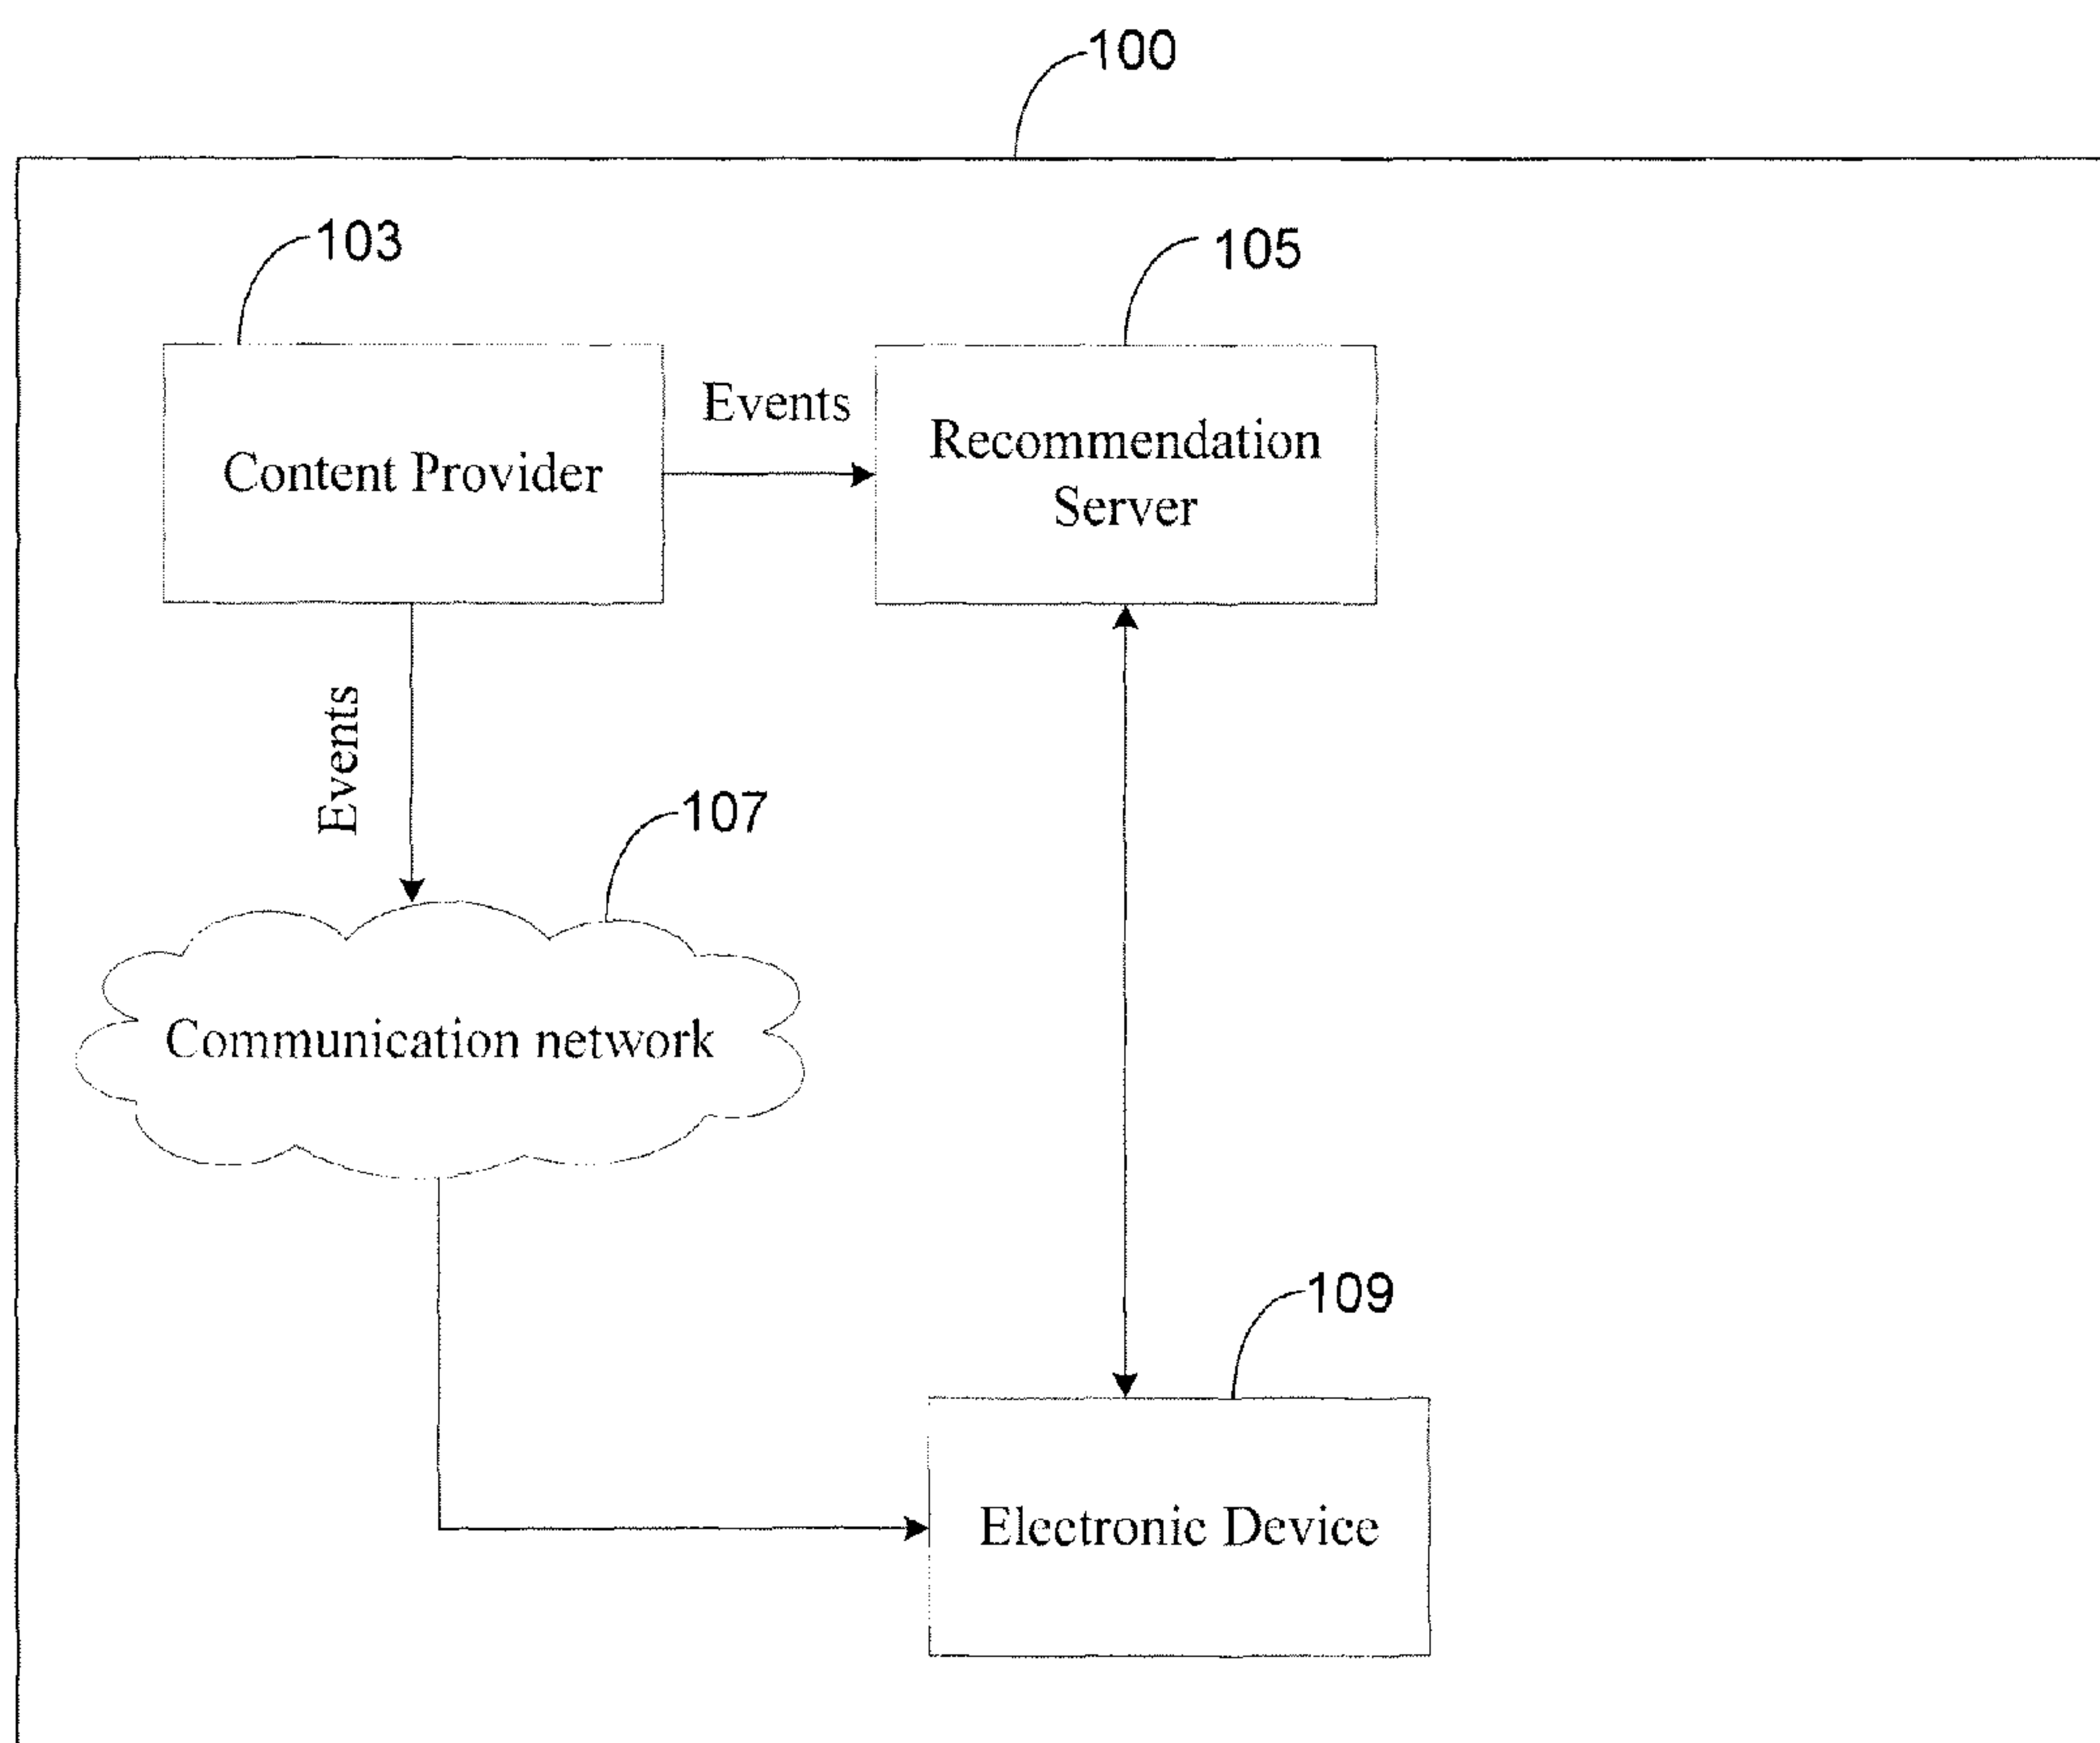 100
103
105
Events
Content Provider
Recommendation
Server
Events
107
Communication network
109
Electronic Device